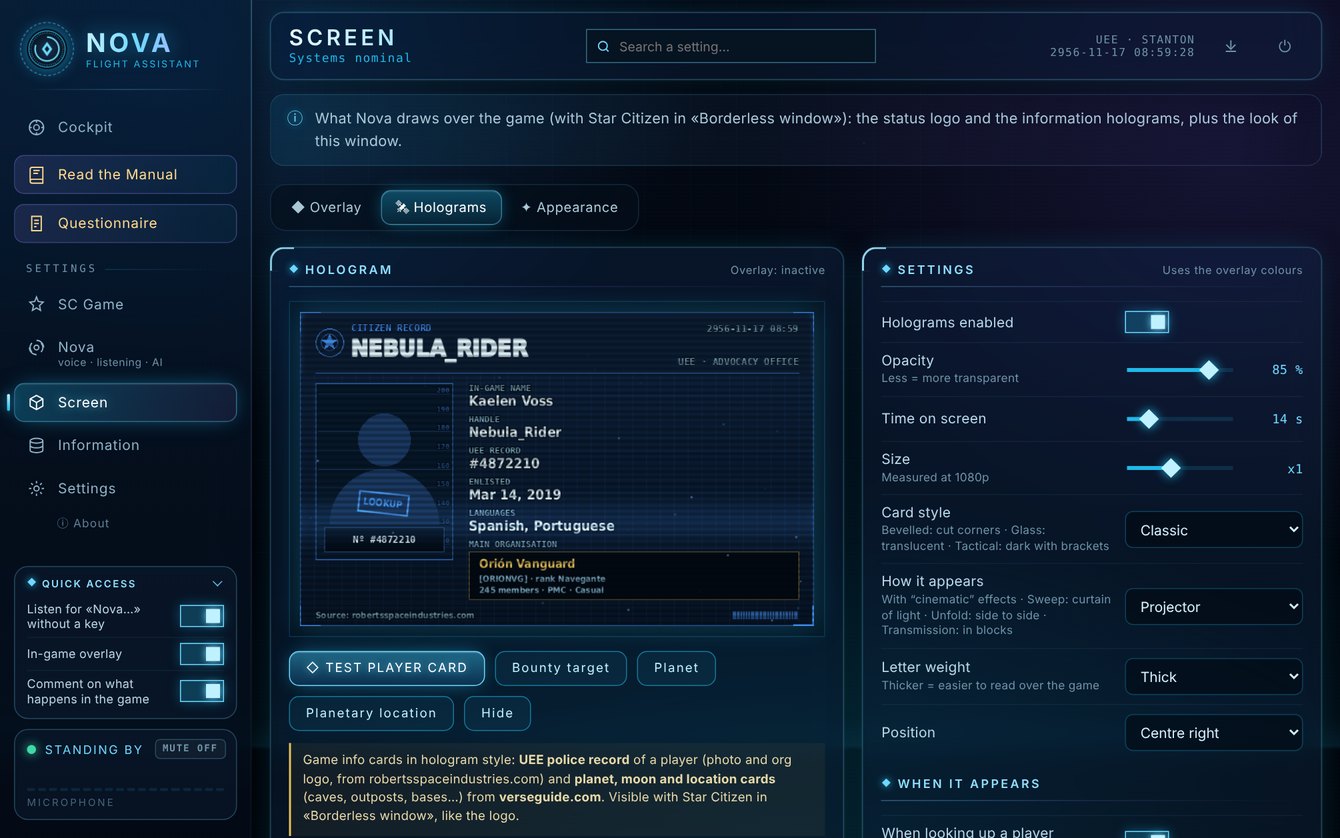 NOVA
FLIGHT ASSISTANT
Cockpit
Read the Manual
Questionnaire
SETTINGS
SC Game
Nova
voice · listening · AI
Screen
Information
Settings
About
QUICK ACCESS
Listen for «Nova...»
without a key
In-game overlay
Comment on what
happens in the game
STANDING BY
MUTE OFF
MICROPHONE
SCREEN
Systems nominal
Search a setting...
UEE · STANTON
2956-11-17 08:59:28
What Nova draws over the game (with Star Citizen in «Borderless window»): the status logo and the information holograms, plus the look of
this window.
Overlay
Holograms
Appearance
HOLOGRAM
Overlay: inactive
CITIZEN RECORD
NEBULA_RIDER
2956-11-17 08:59
UEE · ADVOCACY OFFICE
200
190
180
170
160
150
140
LOOKUP
Nº #4872210
IN-GAME NAME
Kaelen Voss
HANDLE
Nebula_Rider
UEE RECORD
#4872210
ENLISTED
Mar 14, 2019
LANGUAGES
Spanish, Portuguese
MAIN ORGANISATION
Orión Vanguard
[ORIONVG] · rank Navegante
245 members · PMC · Casual
Source: robertsspaceindustries.com
TEST PLAYER CARD
Bounty target
Planet
Planetary location
Hide
Game info cards in hologram style: UEE police record of a player (photo and org
logo, from robertsspaceindustries.com) and planet, moon and location cards
(caves, outposts, bases...) from verseguide.com. Visible with Star Citizen in
«Borderless window», like the logo.
SETTINGS
Uses the overlay colours
Holograms enabled
Opacity
Less = more transparent
85 %
Time on screen
14 s
Size
Measured at 1080p
x1
Card style
Bevelled: cut corners · Glass:
translucent · Tactical: dark with brackets
Classic
How it appears
With “cinematic” effects · Sweep: curtain
of light · Unfold: side to side ·
Transmission: in blocks
Projector
Letter weight
Thicker = easier to read over the game
Thick
Position
Centre right
WHEN IT APPEARS
When looking up a player